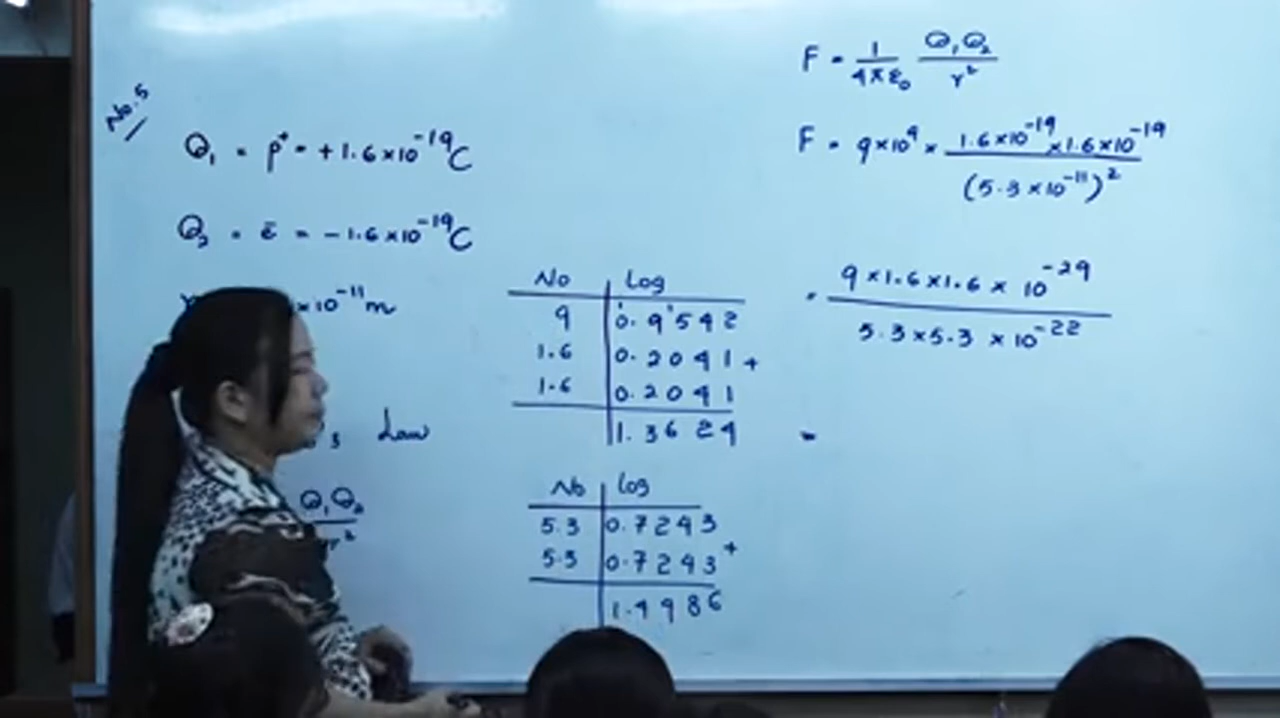 No.5
Q₁ = p⁺ = +1.6×10⁻¹⁹C
Q₂ = ē = -1.6×10⁻¹⁹C
×10⁻¹¹m
s Law
Q₁Q₂
r²
No Log
9 0.9542
1.6 0.2041 +
1.6 0.2041
1.3624
No log
5.3 0.7243
5.3 0.7243 +
1.4486
F = 1/4πε₀ Q₁Q₂/r²
F = 9×10⁹ × 1.6×10⁻¹⁹ × 1.6×10⁻¹⁹ / (5.3×10⁻¹¹)²
= 9×1.6×1.6 × 10⁻²⁹ / 5.3×5.3 ×10⁻²²
=